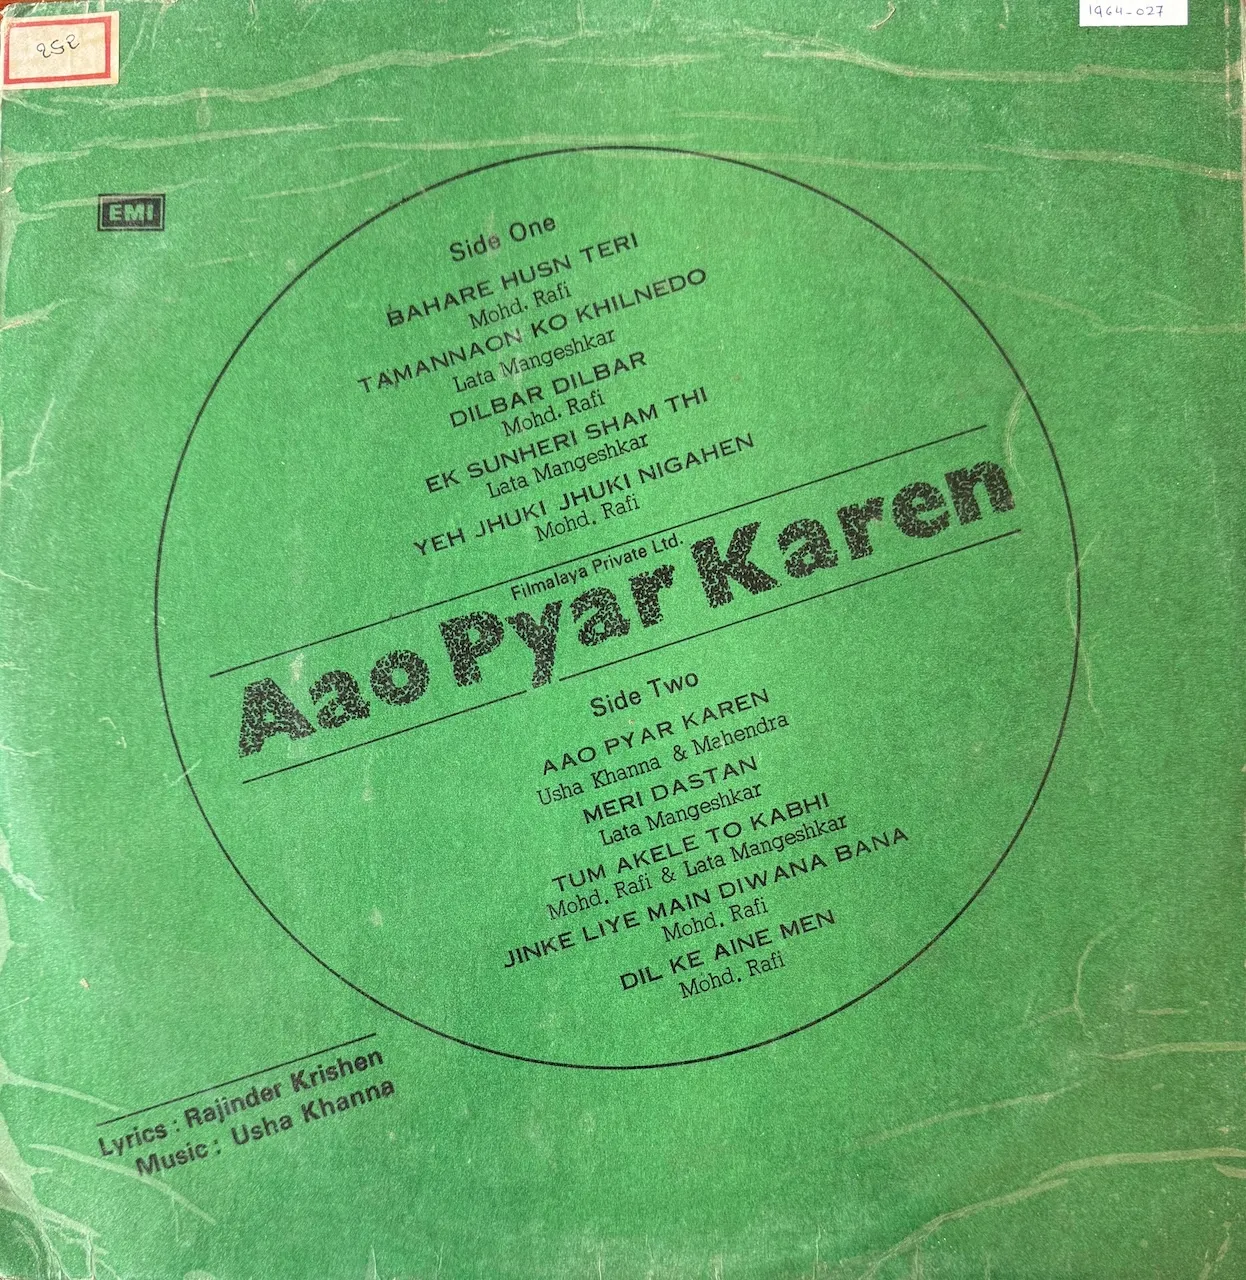 252
1964-027
EMI
Side One
BAHARE HUSN TERI
Mohd. Rafi
TAMANNAON KO KHILNEDO
Lata Mangeshkar
DILBAR DILBAR
Mohd. Rafi
EK SUNHERI SHAM THI
Lata Mangeshkar
YEH JHUKI JHUKI NIGAHEN
Mohd. Rafi
Filmalaya Private Ltd.
Aao Pyar Karen
Side Two
AAO PYAR KAREN
Usha Khanna & Mahendra
MERI DASTAN
Lata Mangeshkar
TUM AKELE TO KABHI
Mohd. Rafi & Lata Mangeshkar
JINKE LIYE MAIN DIWANA BANA
Mohd. Rafi
DIL KE AINE MEN
Mohd. Rafi
Lyrics : Rajinder Krishen
Music : Usha Khanna